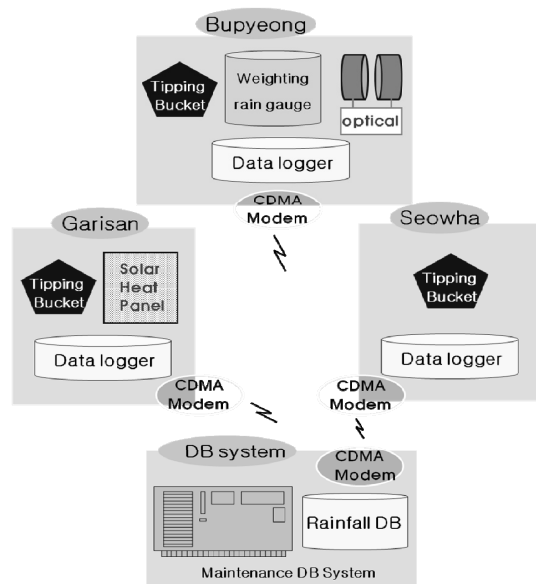 Bupyeong
Tipping
Bucket
Weighting
rain gauge
optical
Data logger
CDMA
Modem
Garisan
Tipping
Bucket
Solar
Heat
Panel
Data logger
CDMA
Modem
Seowha
Tipping
Bucket
Data logger
CDMA
Modem
DB system
CDMA
Modem
Rainfall DB
Maintenance DB System